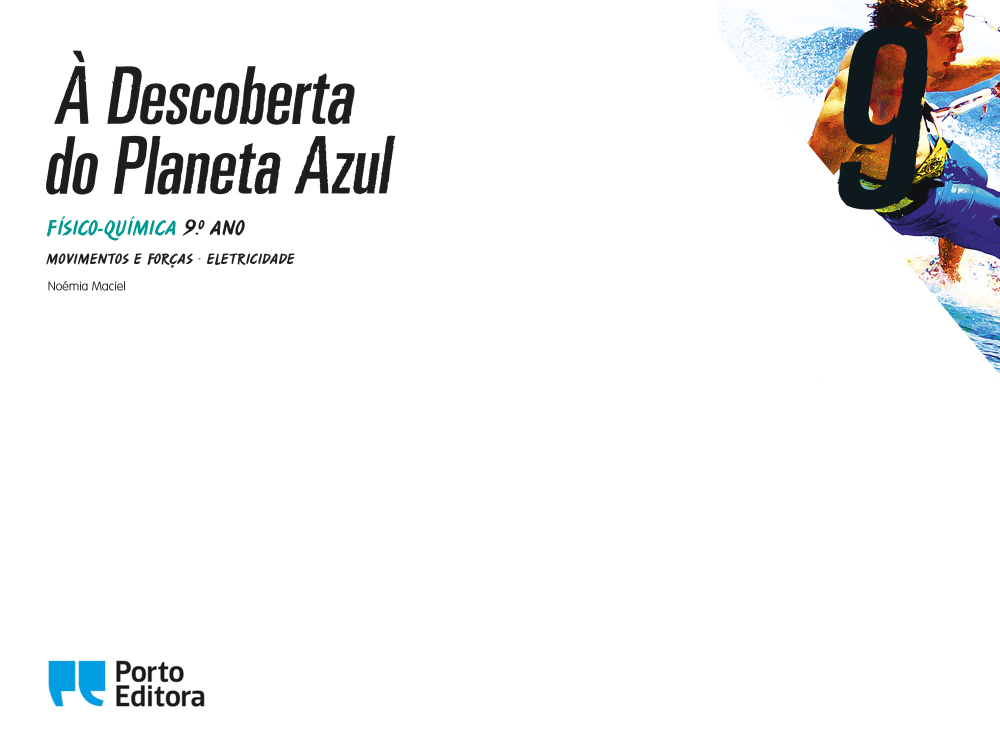 À Descoberta
do Planeta Azul
FÍSICO-QUÍMICA 9.º ANO
MOVIMENTOS E FORÇAS · ELETRICIDADE
Noémia Maciel
9
Porto
Editora